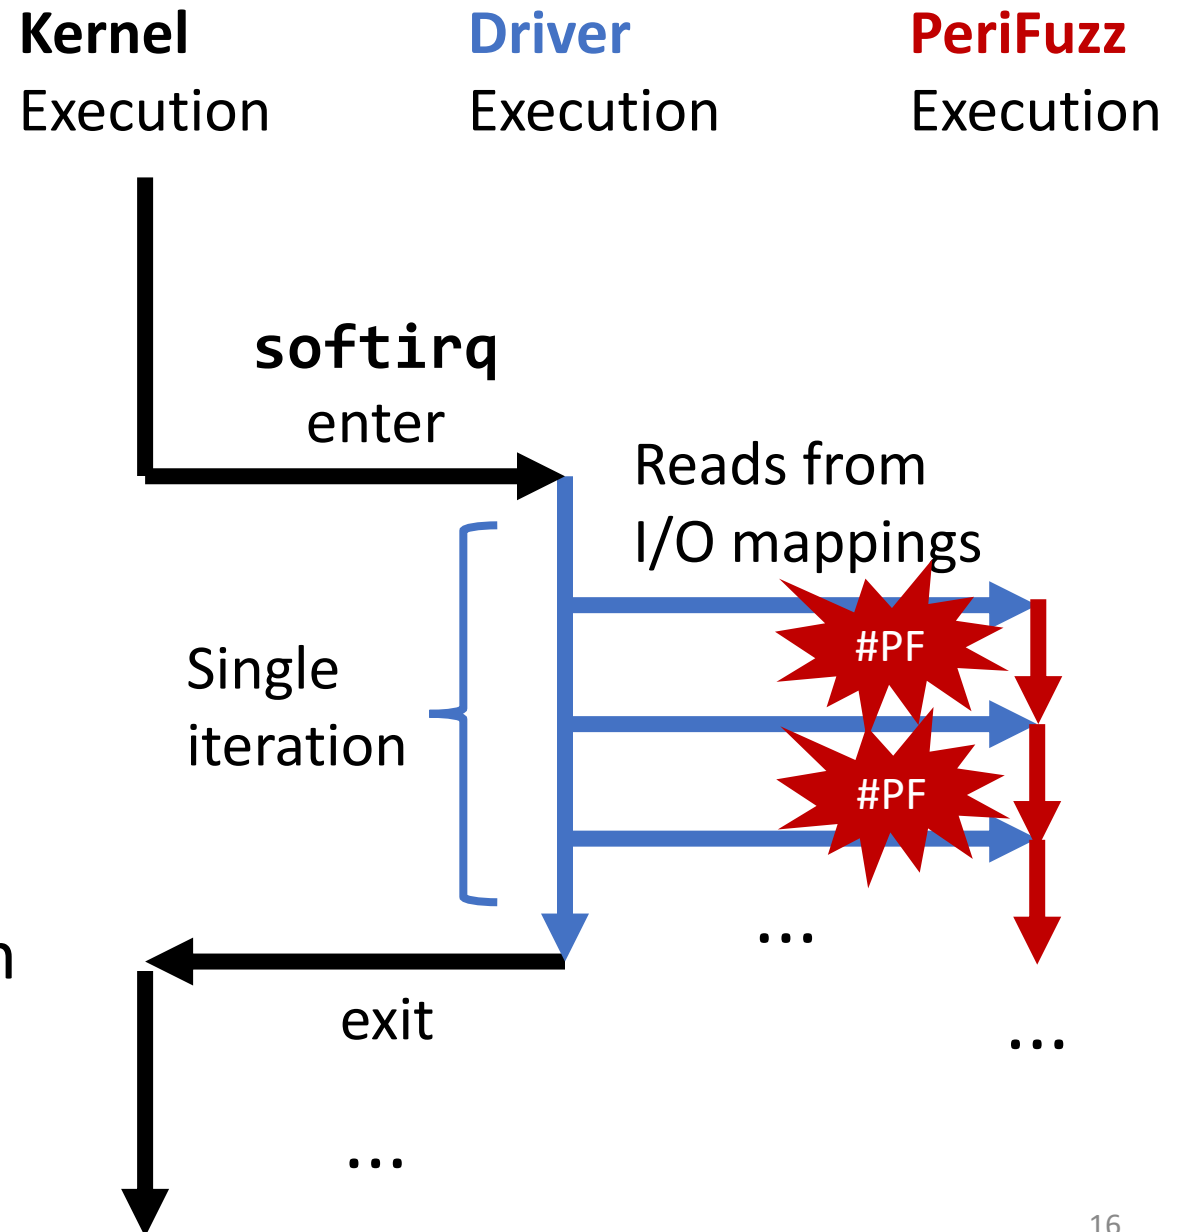 Kernel
Execution
Driver
Execution
PeriFuzz
Execution
softirq
enter
Reads from
I/O mappings
#PF
Single
iteration
#PF
...
n
exit
...
...
16